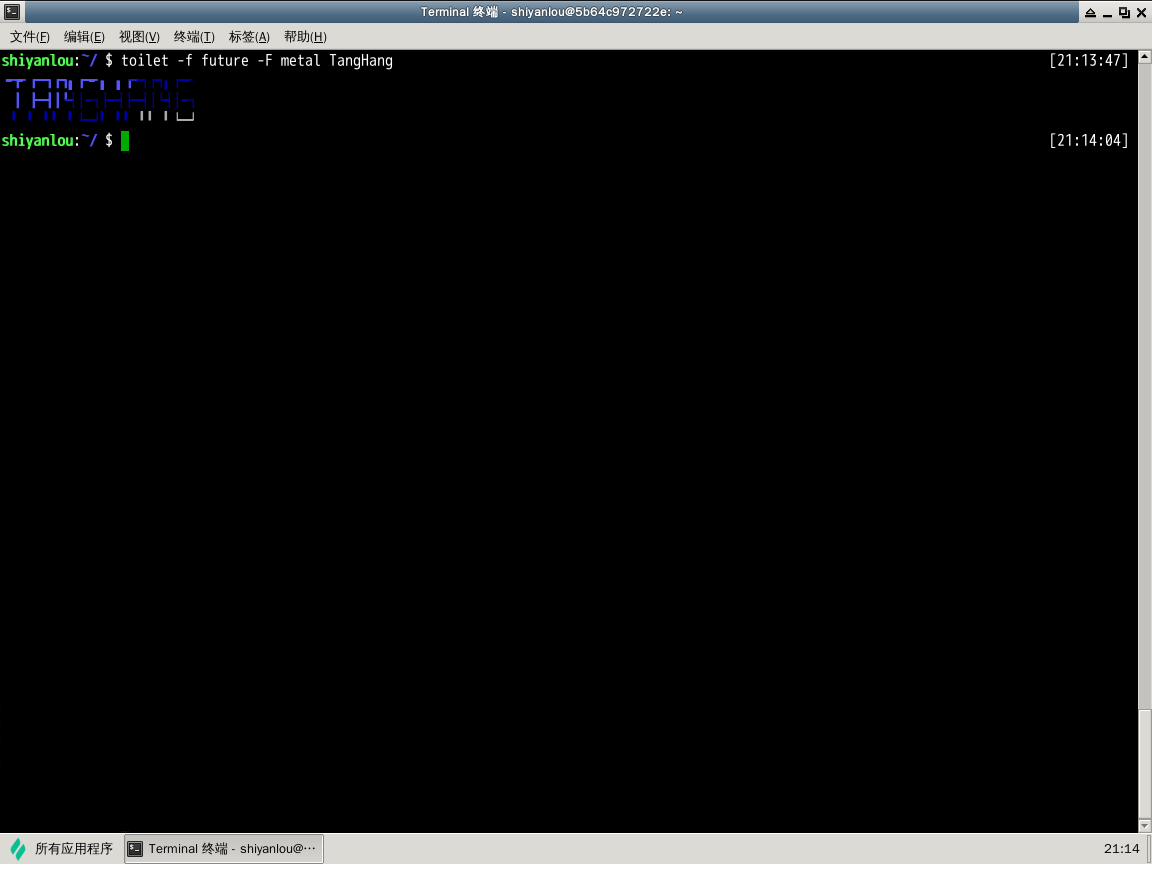 Terminal 终端 - shiyanlou@5b64c972722e: ~
文件(F) 编辑(E) 视图(V) 终端(T) 标签(A) 帮助(H)
shiyanlou:~/ $ toilet -f future -F metal TangHang [21:13:47]
TANGHANG
shiyanlou:~/ $ [21:14:04]
所有应用程序 Terminal 终端 - shiyanlou@··· 21:14